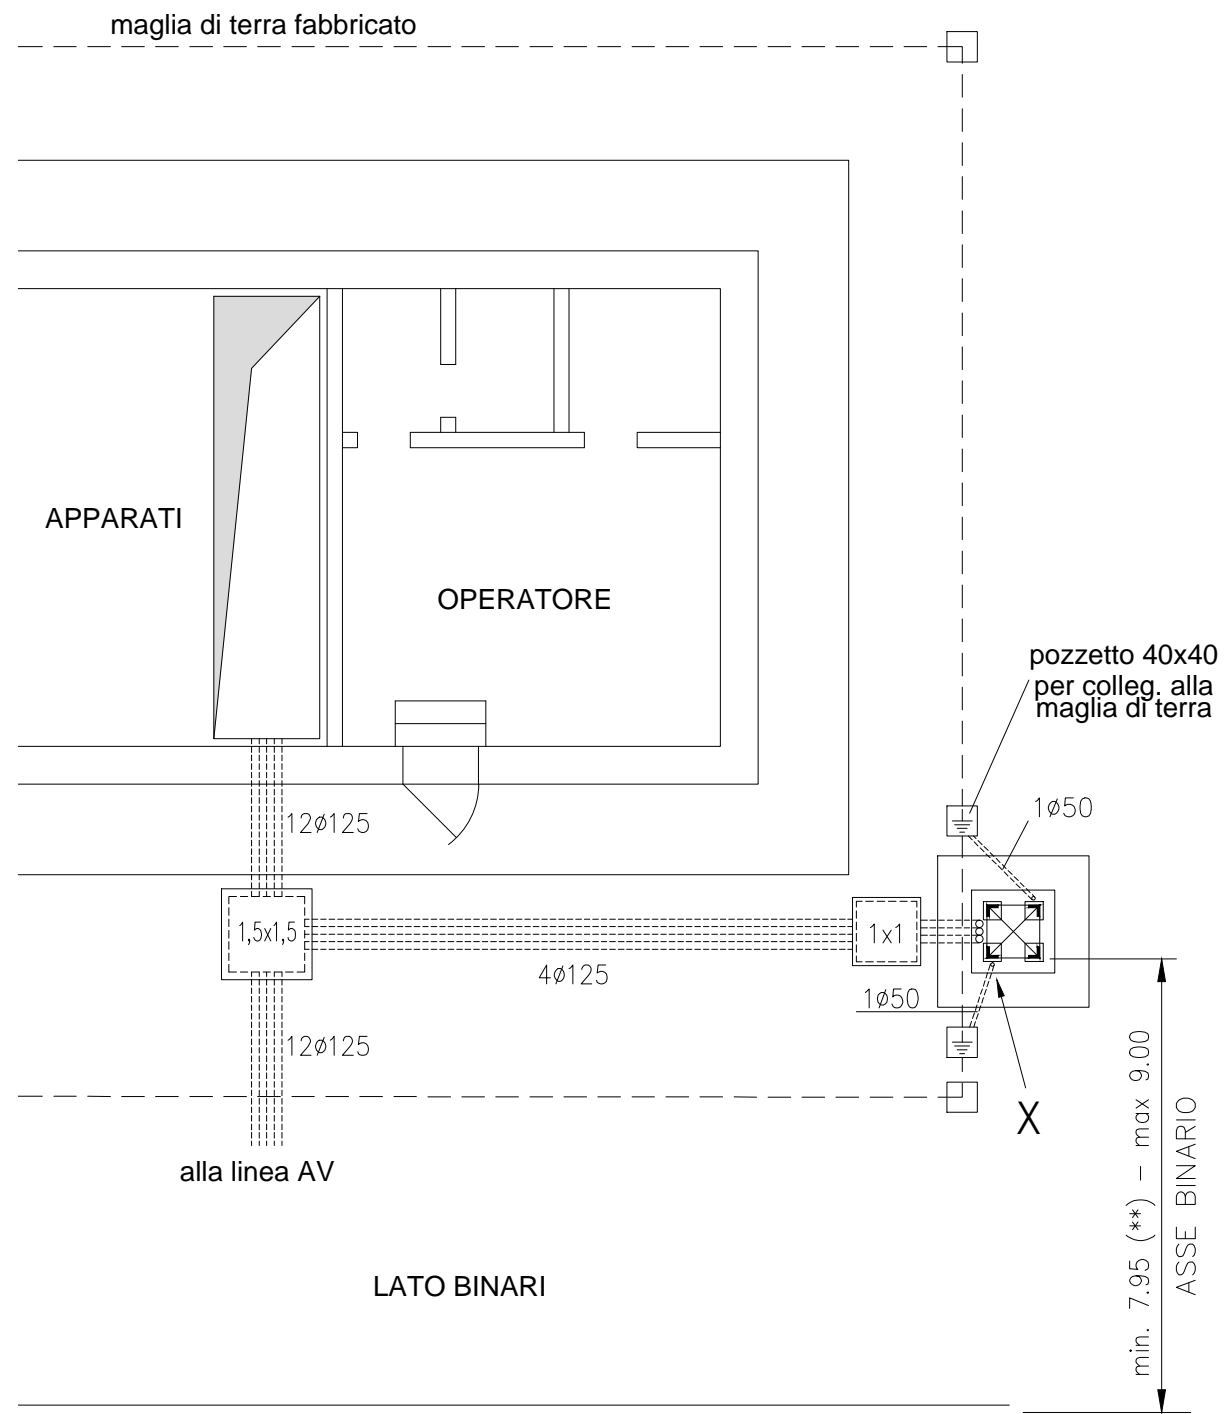 maglia di terra fabbricato
APPARATI
OPERATORE
pozzetto 40x40
per colleg. alla
maglia di terra
12ø125
1ø50
1,5x1,5
1x1
4ø125
1ø50
12ø125
X
alla linea AV
LATO BINARI
min. 7.95 (**) – max 9.00
ASSE BINARIO